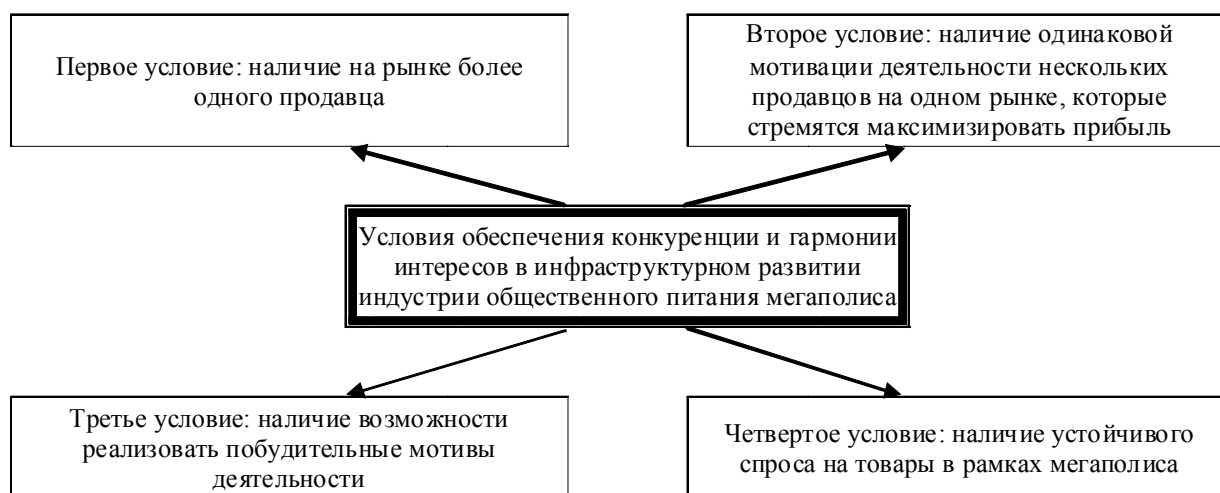 Первое условие: наличие на рынке более
одного продавца
Второе условие: наличие одинаковой
мотивации деятельности нескольких
продавцов на одном рынке, которые
стремятся максимизировать прибыль
Условия обеспечения конкуренции и гармонии
интересов в инфраструктурном развитии
индустрии общественного питания мегаполиса
Третье условие: наличие возможности
реализовать побудительные мотивы
деятельности
Четвертое условие: наличие устойчивого
спроса на товары в рамках мегаполиса